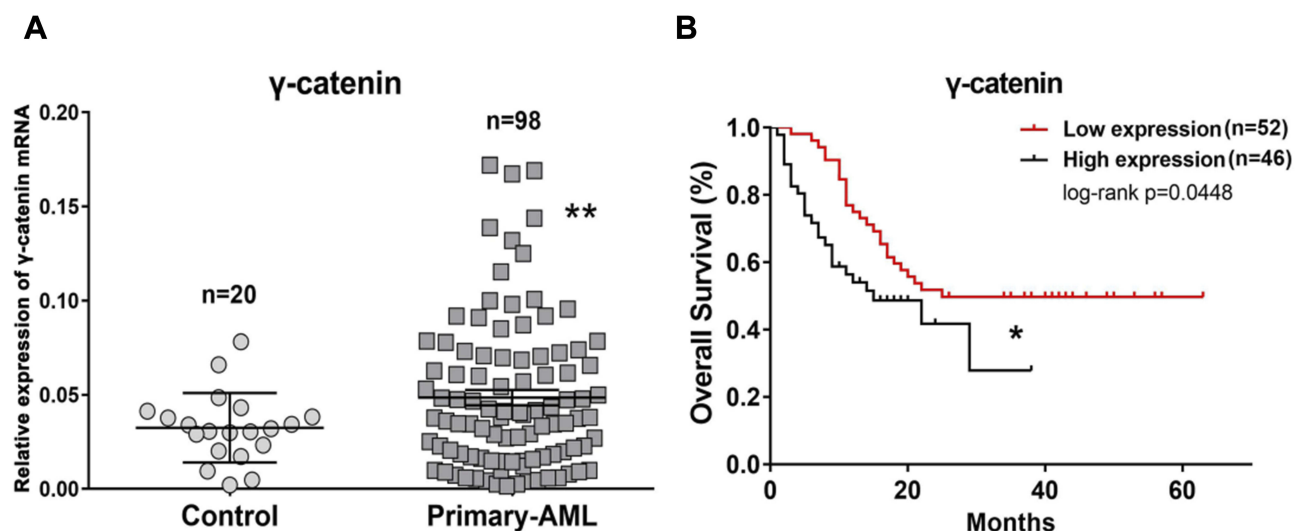 A
γ-catenin
Relative expression of γ-catenin mRNA
0.20
0.15
0.10
0.05
0.00
n=20
n=98
**
Control
Primary-AML
B
γ-catenin
Low expression (n=52)
High expression (n=46)
log-rank p=0.0448
Overall Survival (%)
1.0
0.8
0.6
0.4
0.2
0.0
*
0 20 40 60
Months